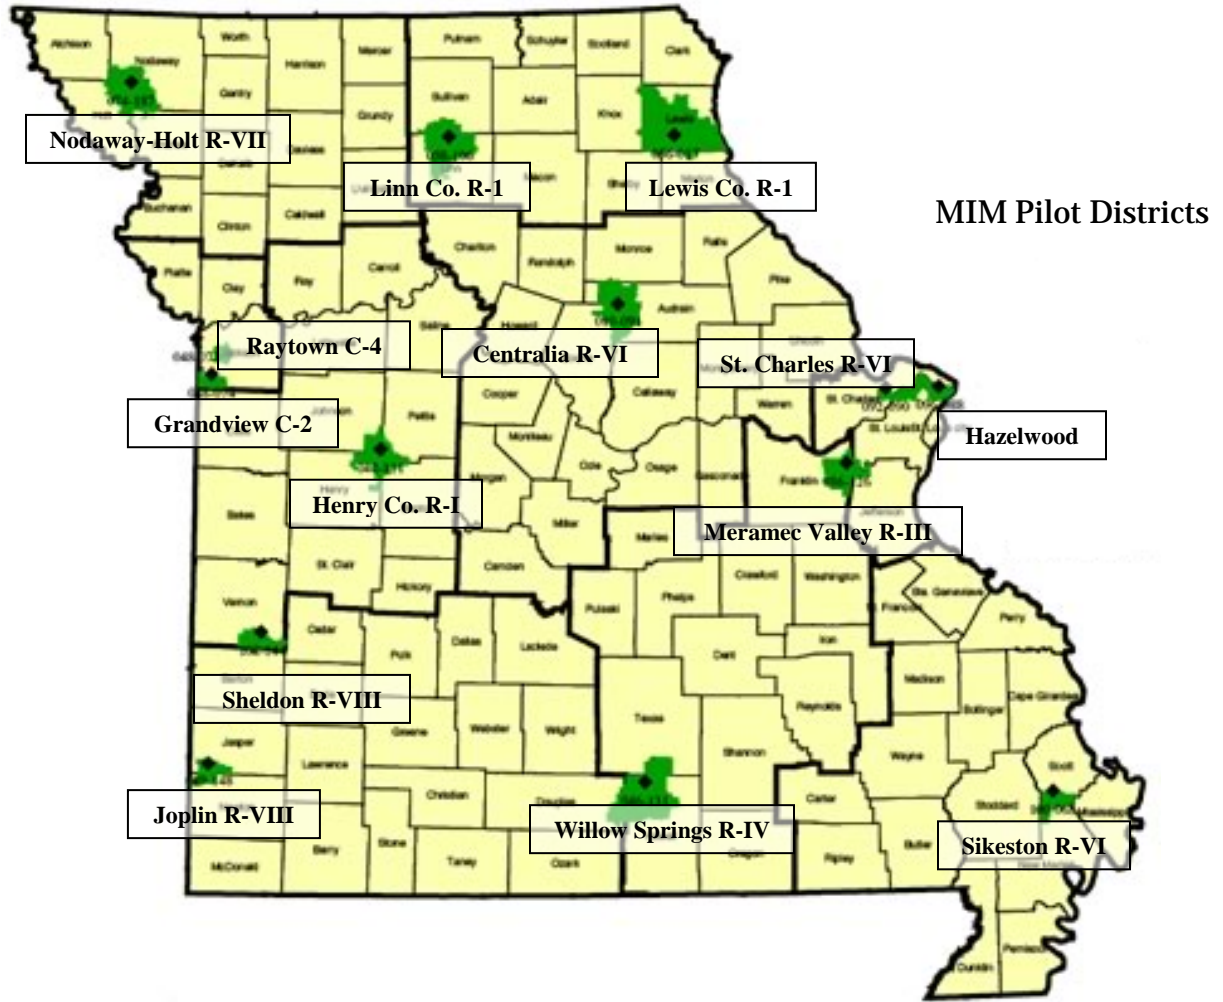 Atchison
Nodaway
Worth
Harrison
Mercer
Putnam
Schuyler
Scotland
Clark
Gentry
Sullivan
Adair
Knox
Lewis
Grundy
Nodaway-Holt R-VII
Linn Co. R-1
Macon
Shelby
Lewis Co. R-1
MIM Pilot Districts
Buchanan
Clinton
Caldwell
Chariton
Randolph
Monroe
Ralls
Pike
Platte
Clay
Ray
Carroll
Saline
Howard
Audrain
Raytown C-4
Centralia R-VI
St. Charles R-VI
Grandview C-2
Johnson
Pettis
Cooper
Callaway
Warren
St. Charles
Moniteau
Hazelwood
Henry
Morgan
Cole
Osage
Gasconade
Franklin
Henry Co. R-I
Bates
Miller
Maries
Jefferson
Meramec Valley R-III
St. Clair
Hickory
Camden
Pulaski
Phelps
Crawford
Washington
St. Francois
Ste. Genevieve
Perry
Vernon
Cedar
Polk
Dallas
Laclede
Dent
Iron
Madison
Bollinger
Cape Girardeau
Barton
Sheldon R-VIII
Greene
Webster
Wright
Texas
Shannon
Reynolds
Wayne
Jasper
Lawrence
Christian
Douglas
Carter
Stoddard
Scott
Mississippi
Joplin R-VIII
Willow Springs R-IV
Sikeston R-VI
McDonald
Barry
Stone
Taney
Ozark
Oregon
Ripley
Butler
New Madrid
Dunklin
Pemiscot